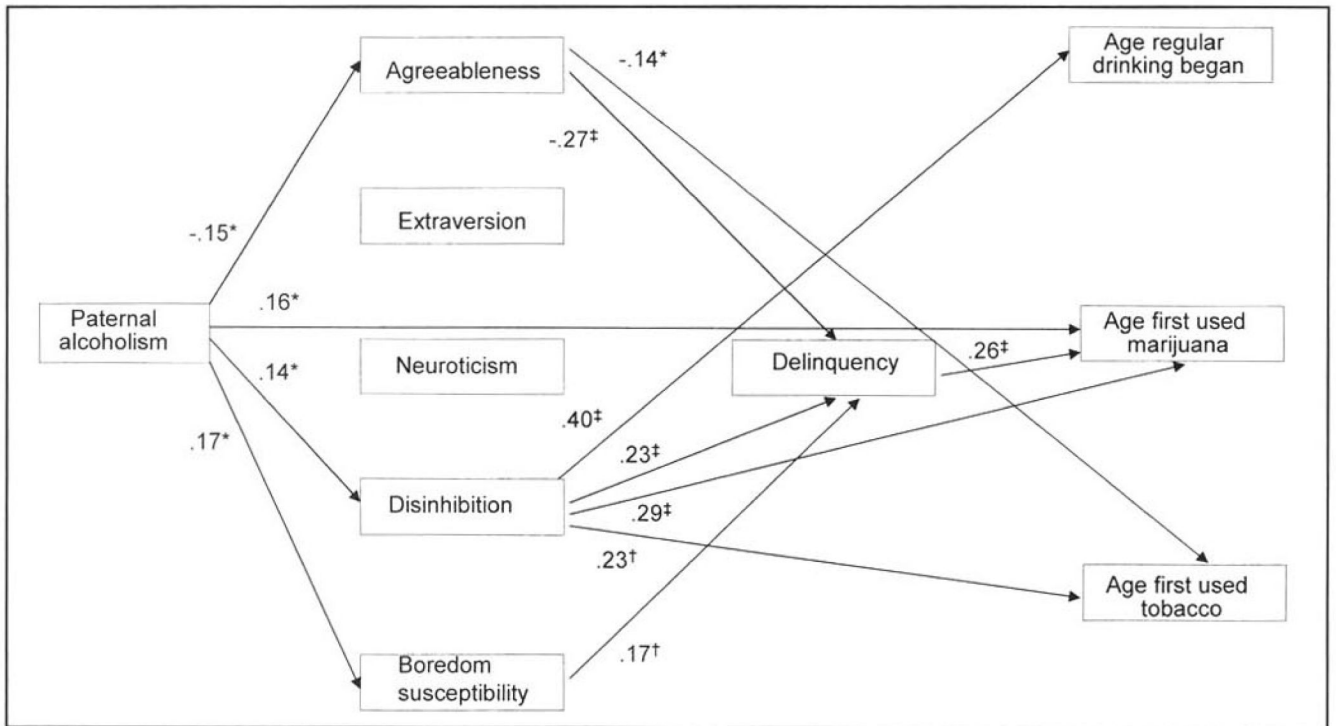 Agreeableness
-.14*
Age regular
drinking began
-.27‡
Extraversion
-.15*
Paternal
alcoholism
.16*
Age first used
marijuana
Neuroticism
Delinquency
.26‡
.14*
.40‡
.17*
.23‡
Disinhibition
.29‡
.23†
Age first used
tobacco
Boredom
susceptibility
.17†